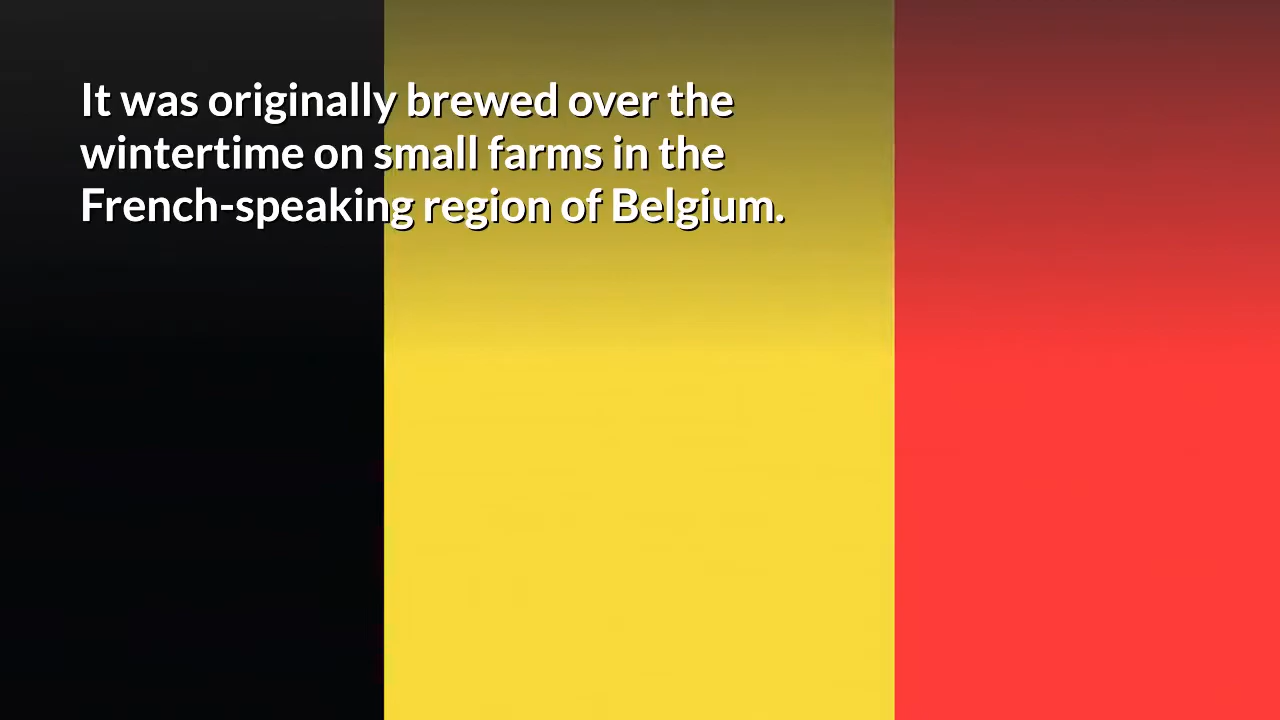 It was originally brewed over the
wintertime on small farms in the
French-speaking region of Belgium.